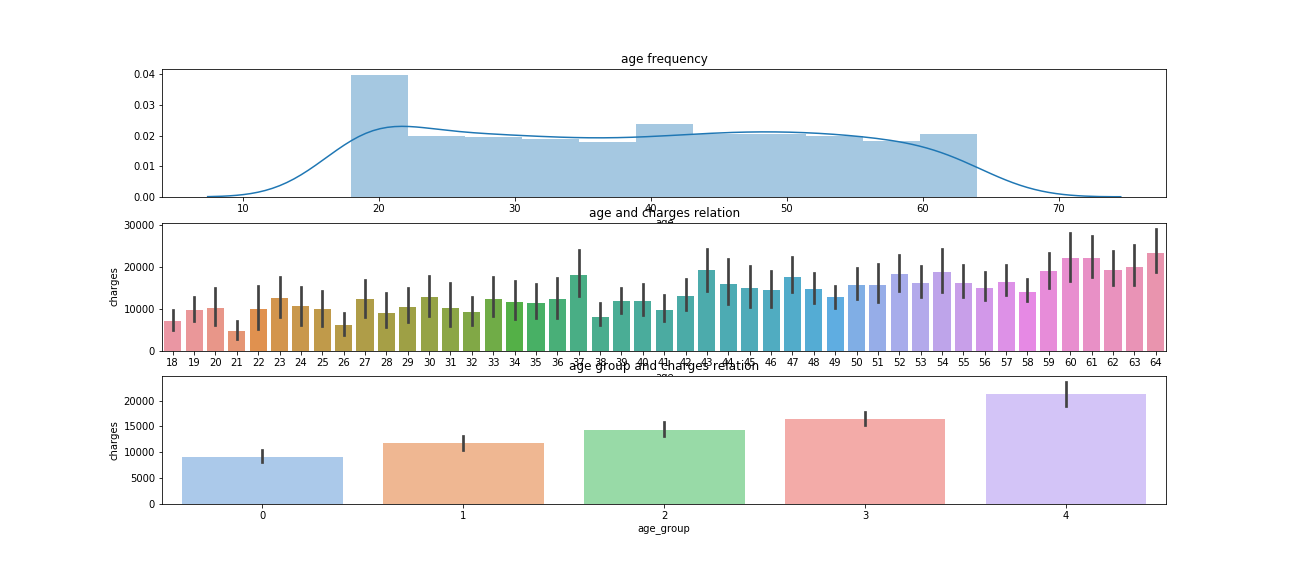 age frequency
0.04
0.03
0.02
0.01
0.00
10 20 30 40 50 60 70
age
age and charges relation
30000
20000
10000
0
charges
18 19 20 21 22 23 24 25 26 27 28 29 30 31 32 33 34 35 36 37 38 39 40 41 42 43 44 45 46 47 48 49 50 51 52 53 54 55 56 57 58 59 60 61 62 63 64
age
age group and charges relation
20000
15000
10000
5000
0
charges
0 1 2 3 4
age_group